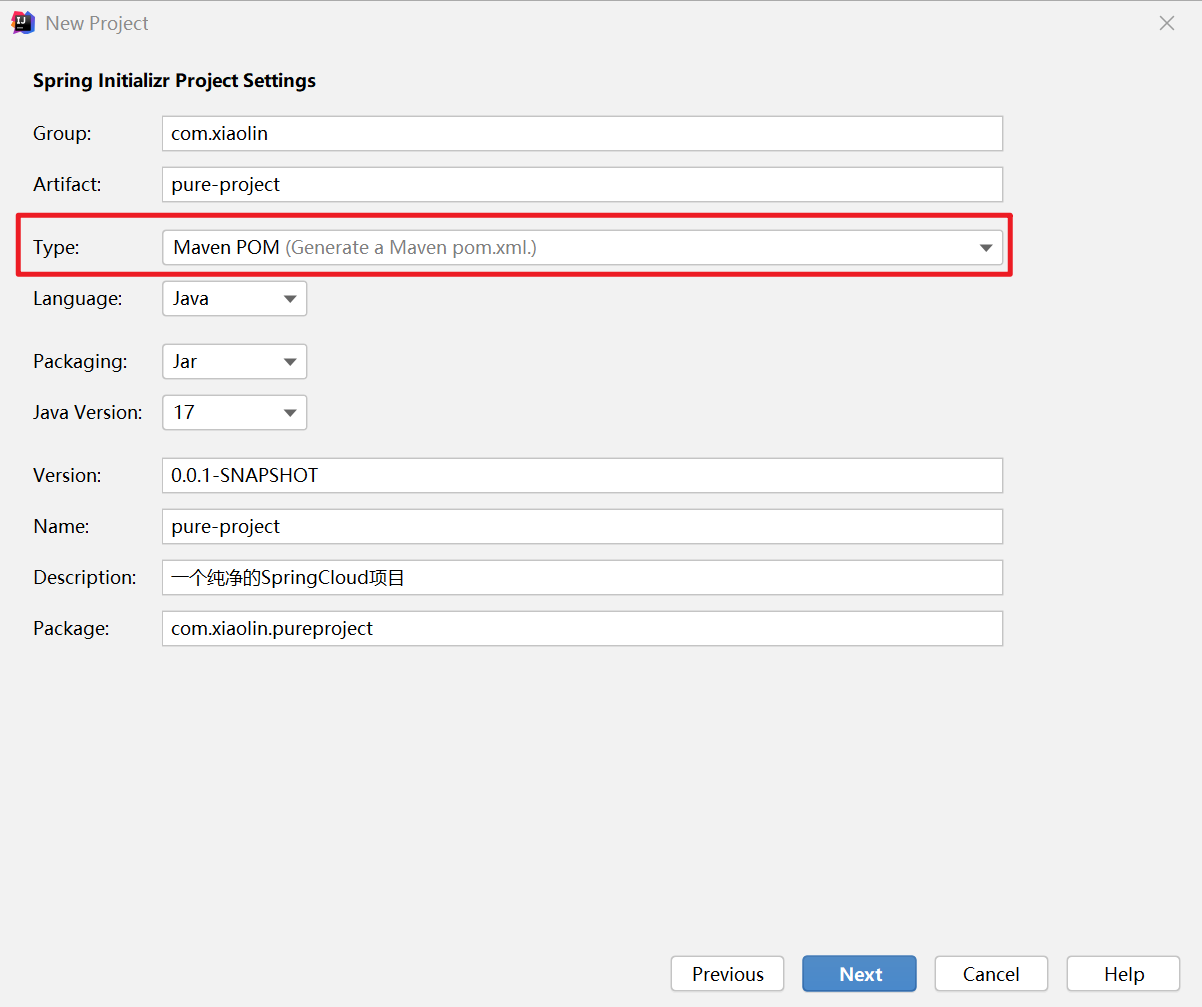 New Project
Spring Initializr Project Settings
Group: com.xiaolin
Artifact: pure-project
Type: Maven POM (Generate a Maven pom.xml.)
Language: Java
Packaging: Jar
Java Version: 17
Version: 0.0.1-SNAPSHOT
Name: pure-project
Description: 一个纯净的SpringCloud项目
Package: com.xiaolin.pureproject
Previous Next Cancel Help